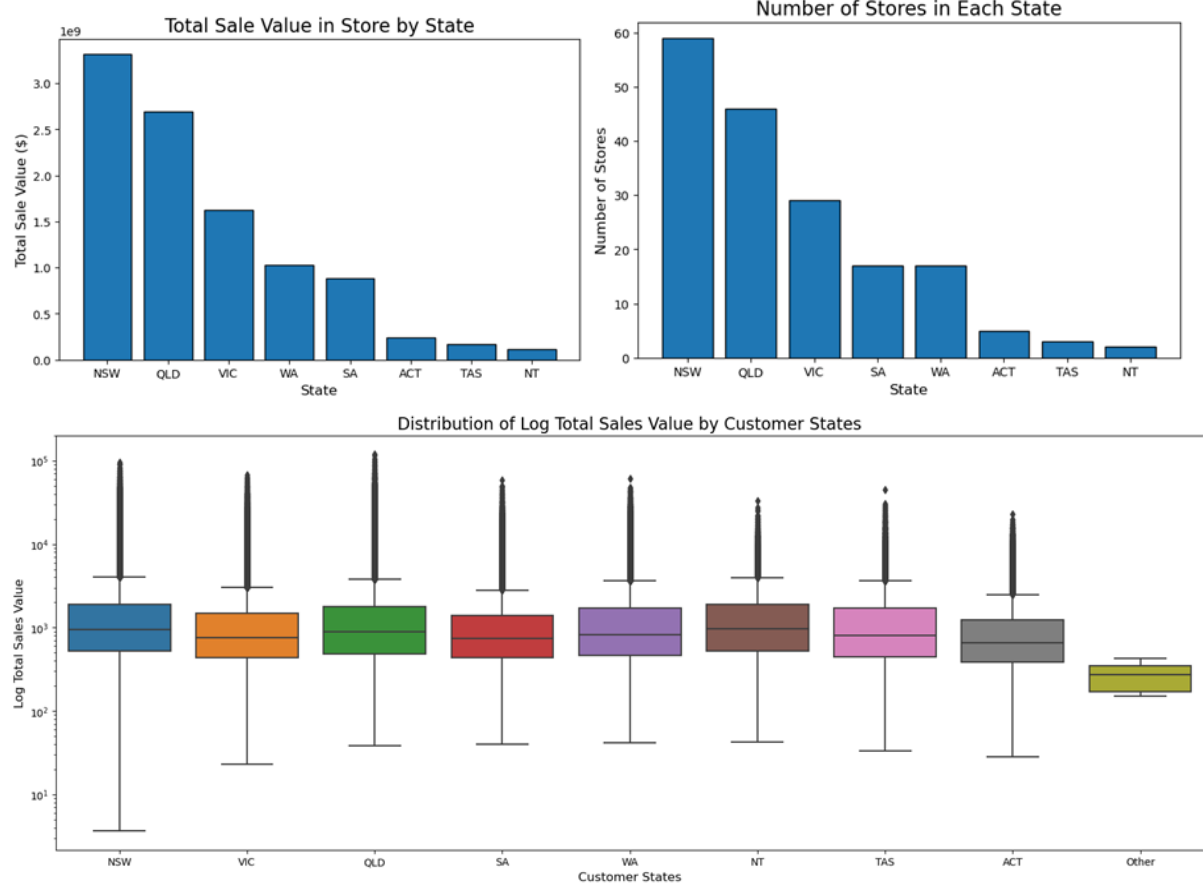 Total Sale Value in Store by State
1e9
3.0
2.5
2.0
1.5
1.0
0.5
0.0
Total Sale Value ($)
NSW QLD VIC WA SA ACT TAS NT
State
Number of Stores in Each State
60
50
40
30
20
10
0
Number of Stores
NSW QLD VIC SA WA ACT TAS NT
State
Distribution of Log Total Sales Value by Customer States
10⁵
10⁴
10³
10²
10¹
Log Total Sales Value
NSW VIC QLD SA WA NT TAS ACT Other
Customer States